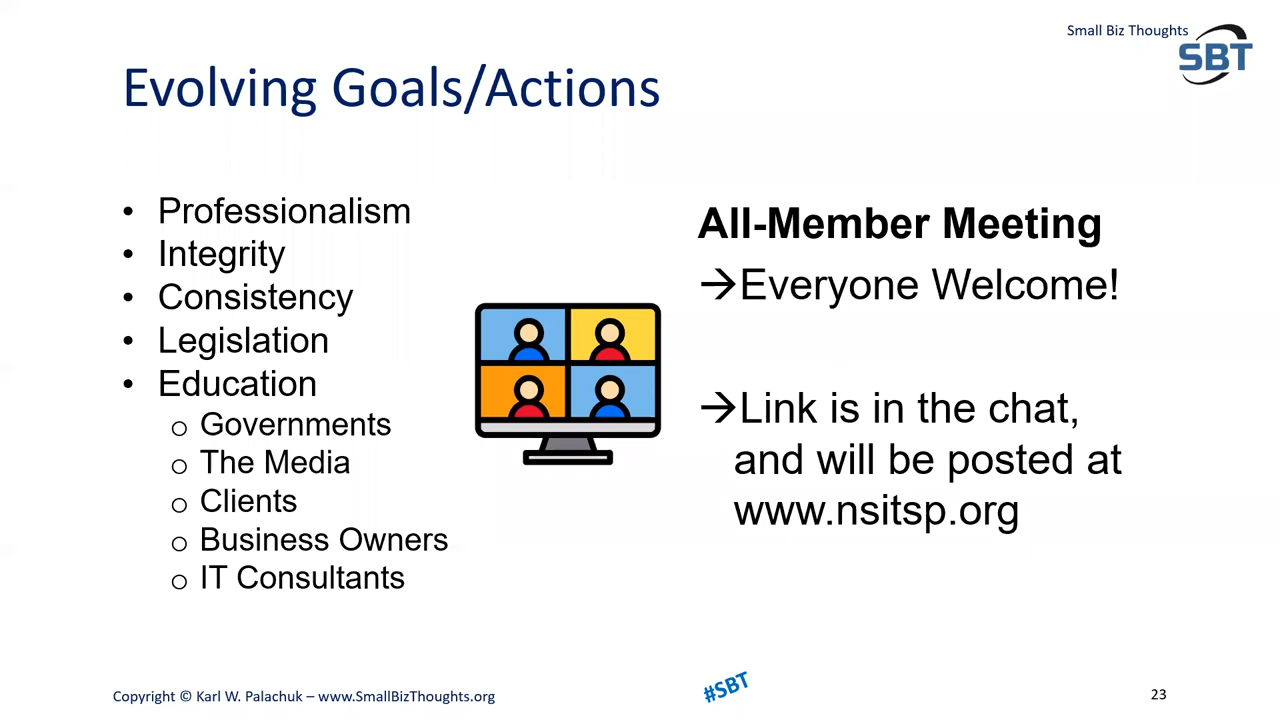 Small Biz Thoughts
SBT
Evolving Goals/Actions
• Professionalism
• Integrity
• Consistency
• Legislation
• Education
o Governments
o The Media
o Clients
o Business Owners
o IT Consultants
All-Member Meeting
→Everyone Welcome!
→Link is in the chat,
and will be posted at
www.nsitsp.org
Copyright © Karl W. Palachuk – www.SmallBizThoughts.org
#SBT
23